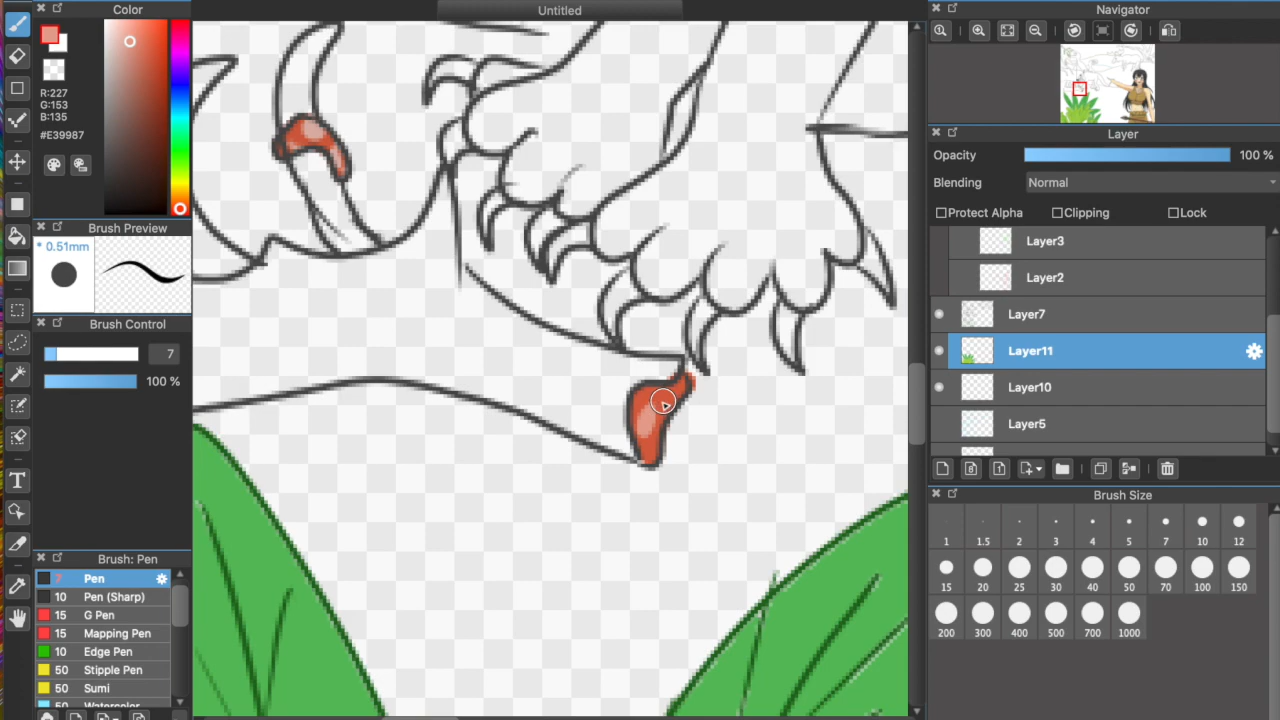 Color
Untitled
Navigator
R:227
G:153
B:135
#E39987
Brush Preview
* 0.51mm
Brush Control
7
100 %
Brush: Pen
7 Pen
10 Pen (Sharp)
15 G Pen
15 Mapping Pen
10 Edge Pen
50 Stipple Pen
50 Sumi
50 Watercolor
Layer
Opacity 100 %
Blending Normal
Protect Alpha Clipping Lock
Layer3
Layer2
Layer7
Layer11
Layer10
Layer5
Brush Size
1 1.5 2 3 4 5 7 10 12
15 20 25 30 40 50 70 100 150
200 300 400 500 700 1000